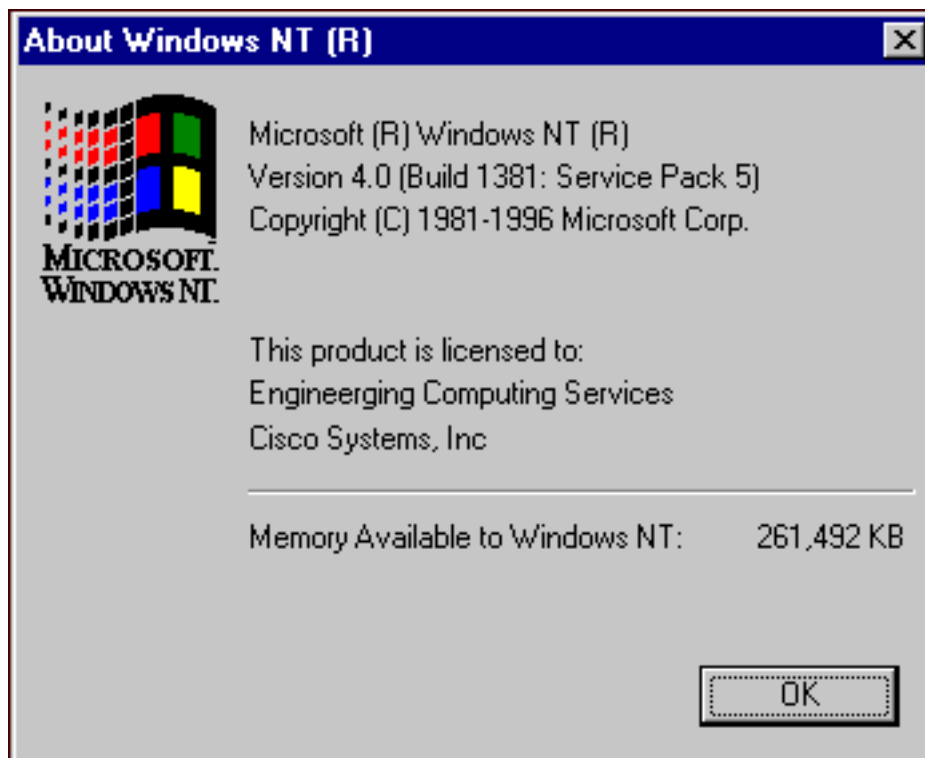 About Windows NT (R)
Microsoft (R) Windows NT (R)
Version 4.0 (Build 1381: Service Pack 5)
Copyright (C) 1981-1996 Microsoft Corp.
MICROSOFT.
WINDOWS NT.
This product is licensed to:
Engineerging Computing Services
Cisco Systems, Inc
Memory Available to Windows NT: 261,492 KB
OK